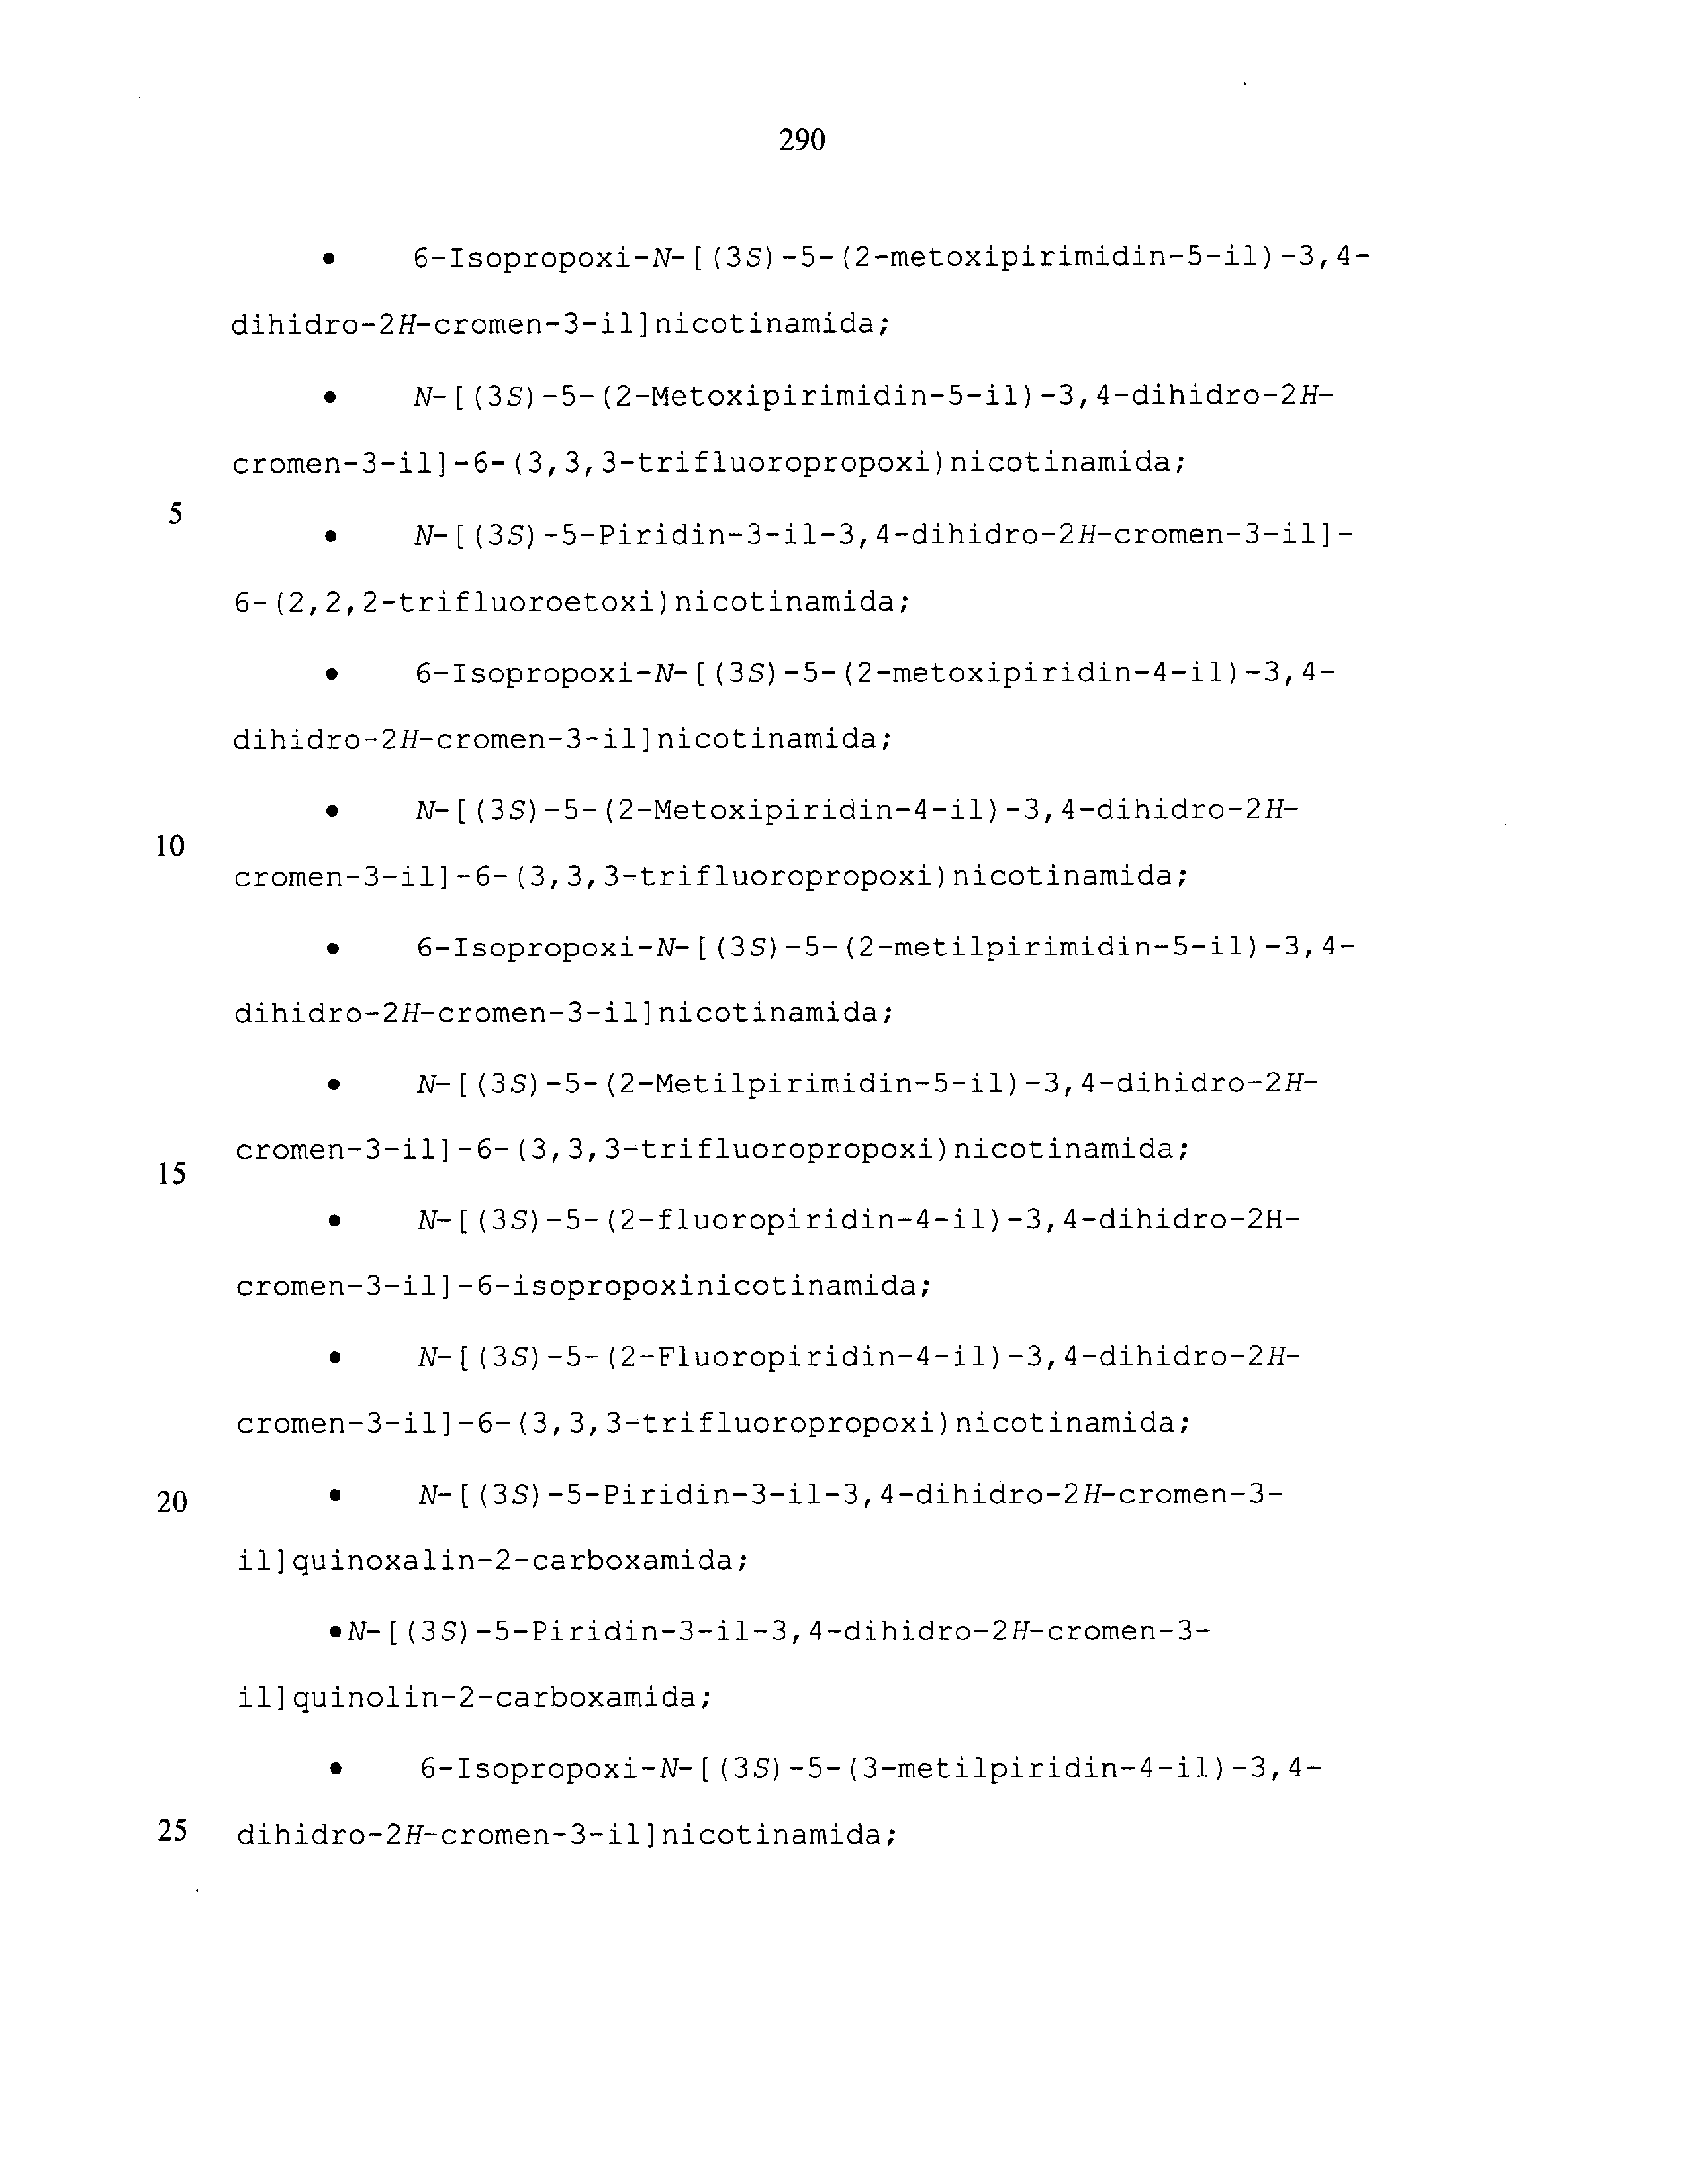 290
• 6-Isopropoxi-N-[(3S)-5-(2-metoxipirimidin-5-il)-3,4-
dihidro-2H-cromen-3-il]nicotinamida;
• N-[(3S)-5-(2-Metoxipirimidin-5-il)-3,4-dihidro-2H-
cromen-3-il]-6-(3,3,3-trifluoropropoxi)nicotinamida;
5
• N-[(3S)-5-Piridin-3-il-3,4-dihidro-2H-cromen-3-il]-
6-(2,2,2-trifluoroetoxi)nicotinamida;
• 6-Isopropoxi-N-[(3S)-5-(2-metoxipiridin-4-il)-3,4-
dihidro-2H-cromen-3-il]nicotinamida;
• N-[(3S)-5-(2-Metoxipiridin-4-il)-3,4-dihidro-2H-
10
cromen-3-il]-6-(3,3,3-trifluoropropoxi)nicotinamida;
• 6-Isopropoxi-N-[(3S)-5-(2-metilpirimidin-5-il)-3,4-
dihidro-2H-cromen-3-il]nicotinamida;
• N-[(3S)-5-(2-Metilpirimidin-5-il)-3,4-dihidro-2H-
cromen-3-il]-6-(3,3,3-trifluoropropoxi)nicotinamida;
15
• N-[(3S)-5-(2-fluoropiridin-4-il)-3,4-dihidro-2H-
cromen-3-il]-6-isopropoxinicotinamida;
• N-[(3S)-5-(2-Fluoropiridin-4-il)-3,4-dihidro-2H-
cromen-3-il]-6-(3,3,3-trifluoropropoxi)nicotinamida;
20 • N-[(3S)-5-Piridin-3-il-3,4-dihidro-2H-cromen-3-
il]quinoxalin-2-carboxamida;
•N-[(3S)-5-Piridin-3-il-3,4-dihidro-2H-cromen-3-
il]quinolin-2-carboxamida;
• 6-Isopropoxi-N-[(3S)-5-(3-metilpiridin-4-il)-3,4-
25 dihidro-2H-cromen-3-il]nicotinamida;